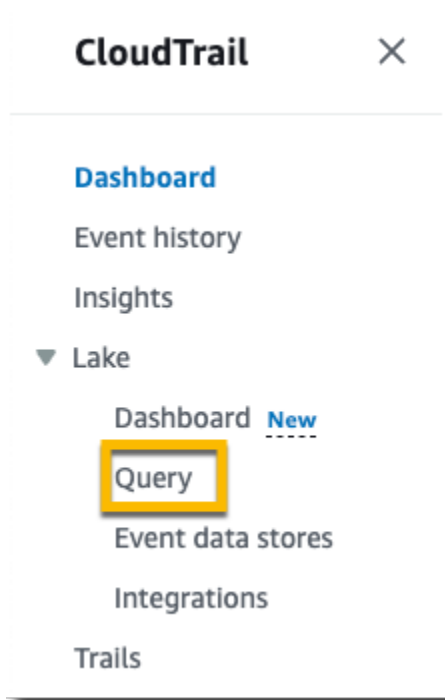 CloudTrail
Dashboard
Event history
Insights
Lake
Dashboard New
Query
Event data stores
Integrations
Trails